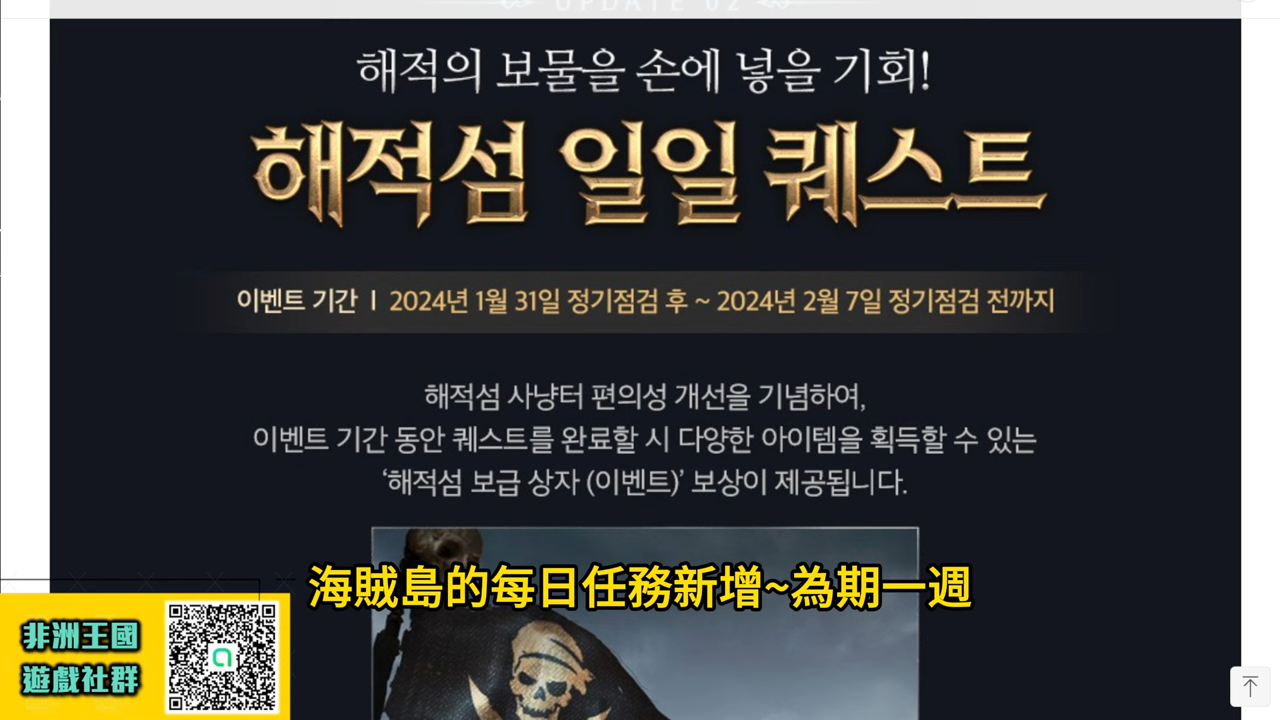 UPDATE 02
해적의 보물을 손에 넣을 기회!
해적섬 일일 퀘스트
이벤트 기간 | 2024년 1월 31일 정기점검 후 ~ 2024년 2월 7일 정기점검 전까지
해적섬 사냥터 편의성 개선을 기념하여,
이벤트 기간 동안 퀘스트를 완료할 시 다양한 아이템을 획득할 수 있는
‘해적섬 보급 상자 (이벤트)’ 보상이 제공됩니다.
海賊島的每日任務新增~為期一週
非洲王國
遊戲社群